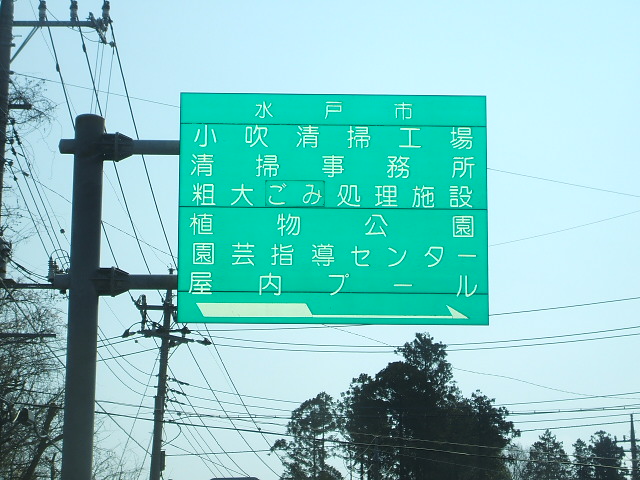 水戸市
小吹清掃工場
清掃事務所
粗大ごみ処理施設
植物公園
園芸指導センター
屋内プール